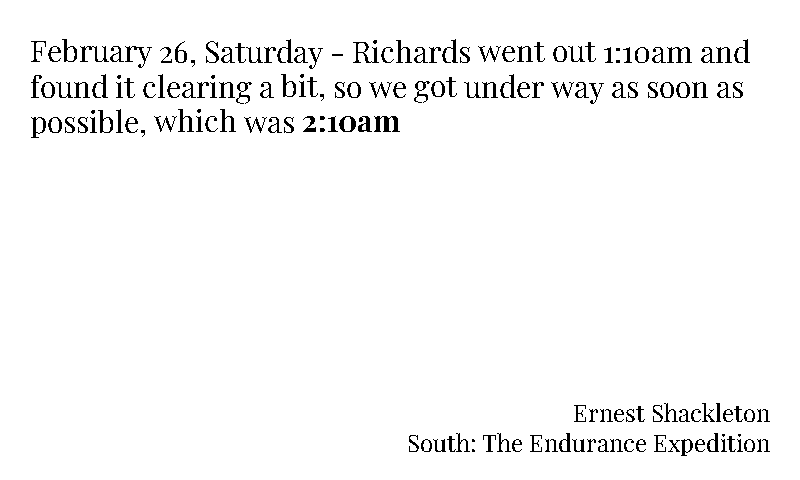 February 26, Saturday - Richards went out 1:10am and
found it clearing a bit, so we got under way as soon as
possible, which was 2:10am
Ernest Shackleton
South: The Endurance Expedition